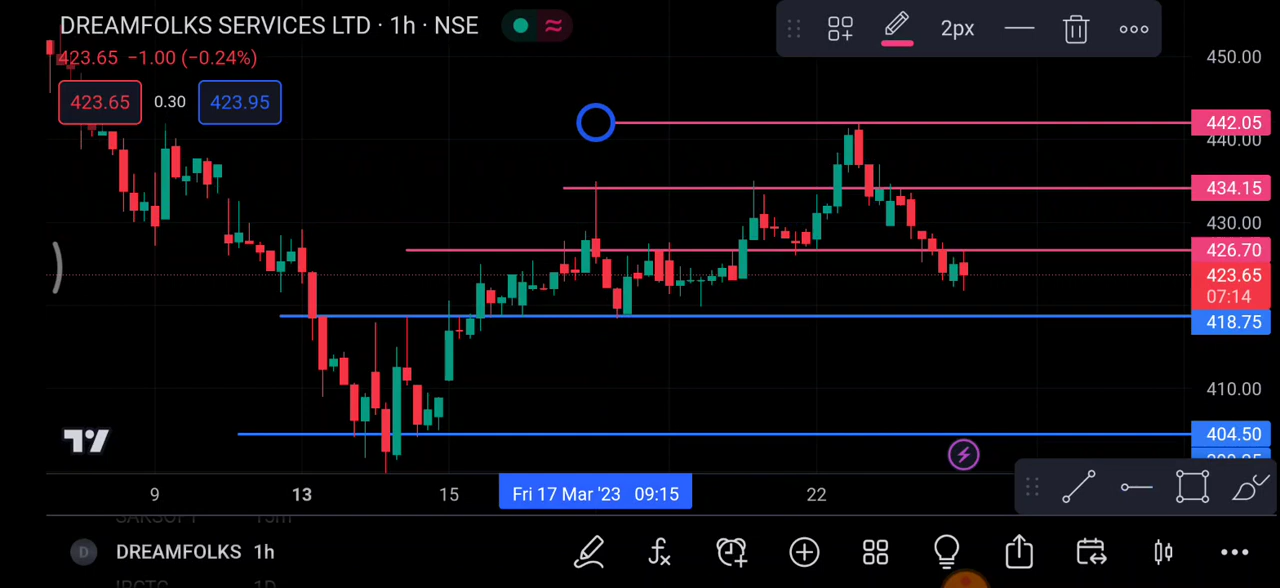 DREAMFOLKS SERVICES LTD · 1h · NSE
2px
423.65 −1.00 (−0.24%)
423.65 0.30 423.95
450.00
442.05
440.00
434.15
430.00
426.70
423.65
07:14
418.75
410.00
404.50
9 13 15 Fri 17 Mar '23 09:15 22
DREAMFOLKS 1h